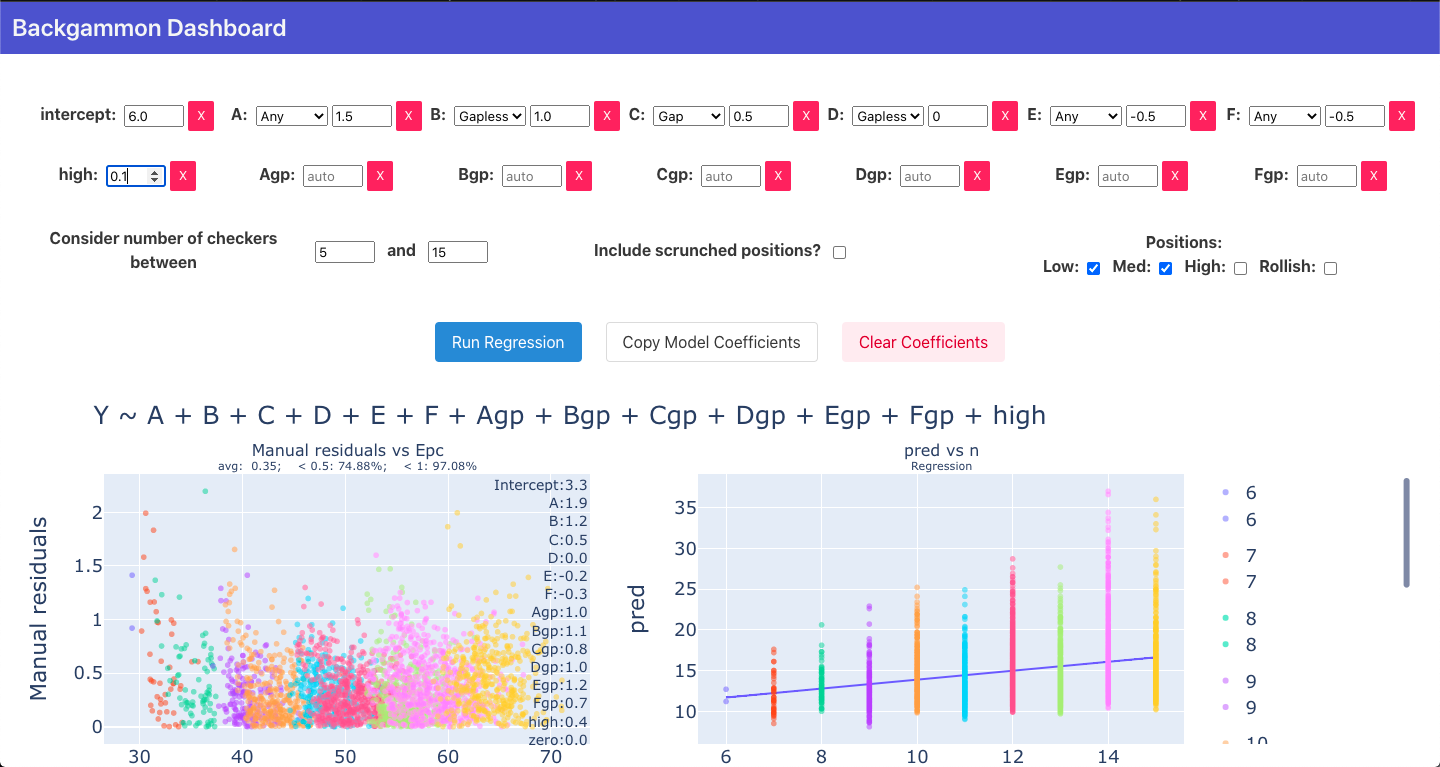 Backgammon Dashboard
intercept: 6.0 X A: Any 1.5 X B: Gapless 1.0 X C: Gap 0.5 X D: Gapless 0 X E: Any -0.5 X F: Any -0.5 X
high: 0.1 X Agp: auto X Bgp: auto X Cgp: auto X Dgp: auto X Egp: auto X Fgp: auto X
Consider number of checkers
between
5 and 15
Include scrunched positions?
Positions:
Low: Med: High: Rollish:
Run Regression Copy Model Coefficients Clear Coefficients
Y ~ A + B + C + D + E + F + Agp + Bgp + Cgp + Dgp + Egp + Fgp + high
Manual residuals vs Epc
avg: 0.35; < 0.5: 74.88%; < 1: 97.08%
Manual residuals
2
1.5
1
0.5
0
30 40 50 60 70
Intercept:3.3
A:1.9
B:1.2
C:0.5
D:0.0
E:-0.2
F:-0.3
Agp:1.0
Bgp:1.1
Cgp:0.8
Dgp:1.0
Egp:1.2
Fgp:0.7
high:0.4
zero:0.0
pred vs n
Regression
pred
35
30
25
20
15
10
6 8 10 12 14
6
6
7
7
8
8
9
9
10